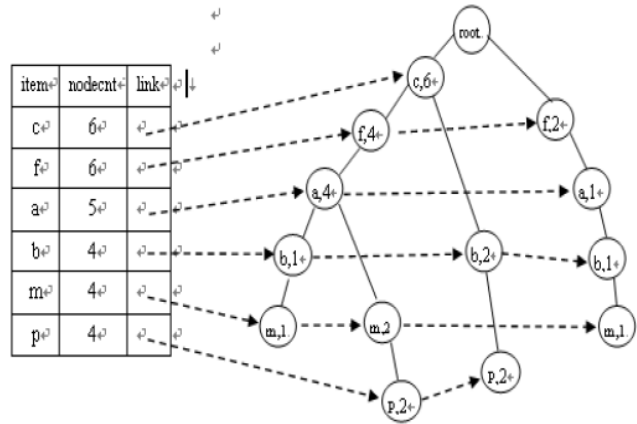 root
item nodecnt link
c 6
f 6
a 5
b 4
m 4
p 4
c,6
f,4
f,2
a,4
a,1
b,1
b,2
b,1
m,1
m,2
m,1
p,2
p,2